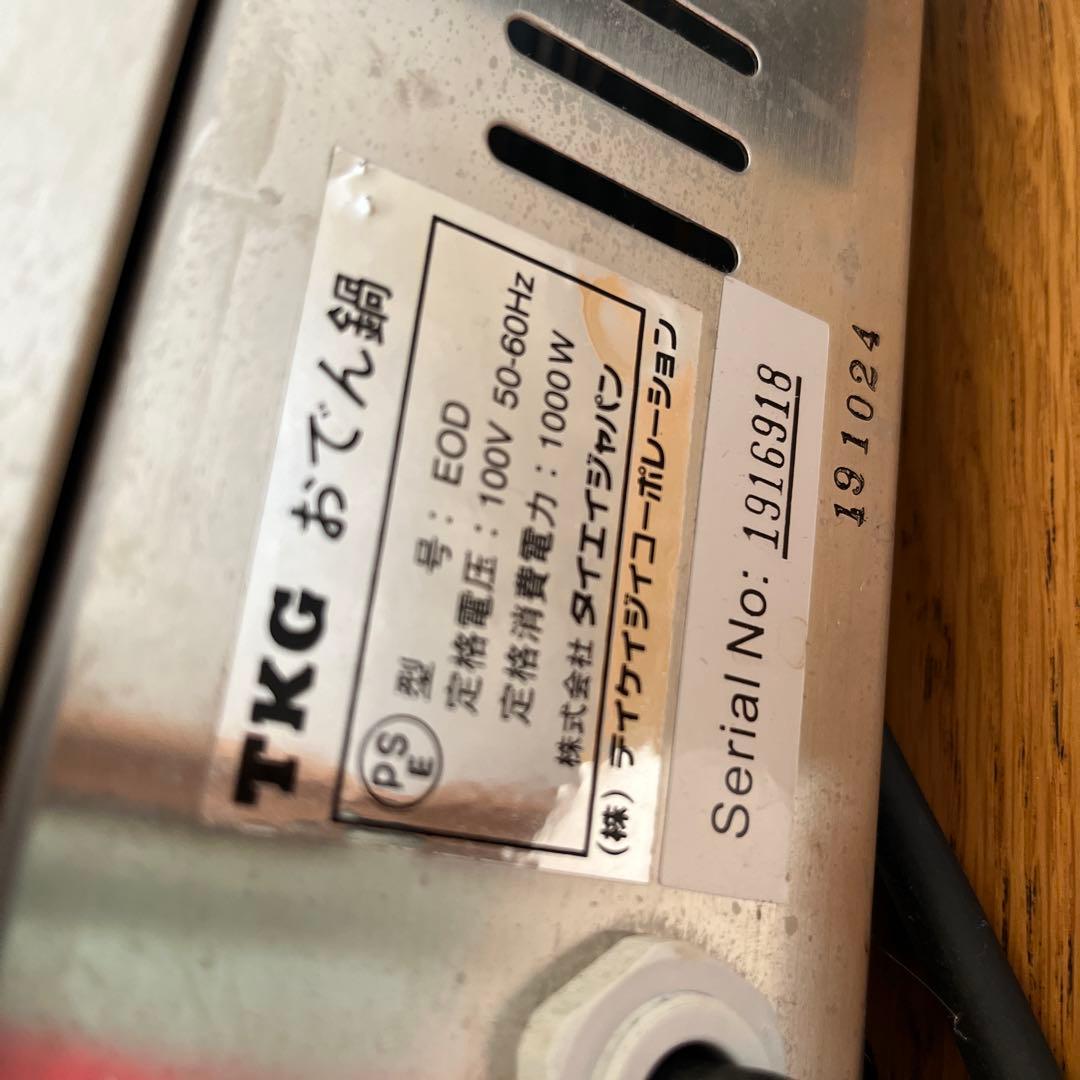 TKG おでん鍋
PS
E
型 号：EOD
定格電圧：100V 50-60Hz
定格消費電力：1000W
株式会社 タイエイジャパン
(株) テイケイジイコーポレーション
Serial No: 1916918
191024